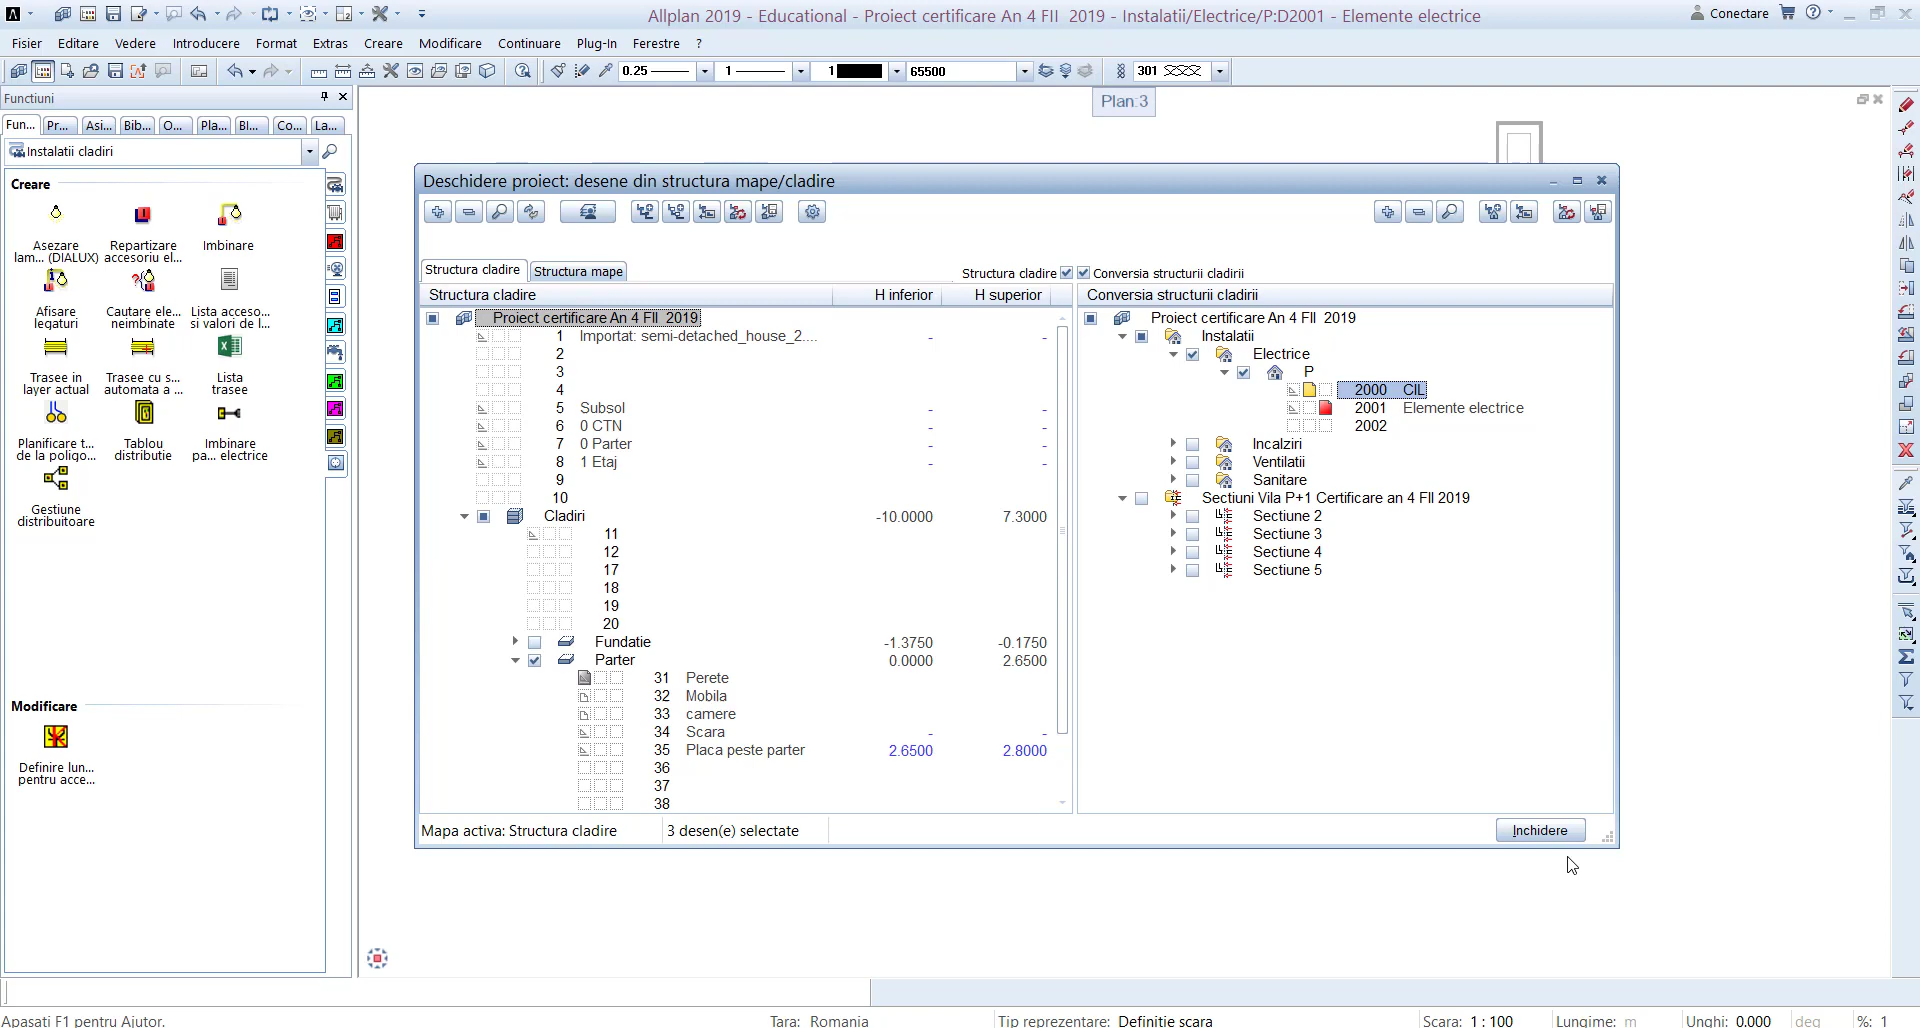 Allplan 2019 - Educational - Proiect certificare An 4 FII  2019 - Instalatii/Electrice/P:D2001 - Elemente electrice
Conectare
Fisier Editare Vedere Introducere Format Extras Creare Modificare Continuare Plug-In Ferestre ?
0.25 1 1 65500 301
Functiuni
Plan:3
Fun... Pr... Asi... Bib... O... Pla... Bl... Co... La...
Instalatii cladiri
Creare
Asezare lam... (DIALUX)
Repartizare accesoriu el...
Imbinare
Afisare legaturi
Cautare ele... neimbinate
Lista acceso... si valori de l...
Trasee in layer actual
Trasee cu s... automata a ...
Lista trasee
Planificare t... de la poligo...
Tablou distributie
Imbinare pa... electrice
Gestiune distribuitoare
Modificare
Definire lun... pentru acce...
Deschidere proiect: desene din structura mape/cladire
Structura cladire Structura mape
Structura cladire Conversia structurii cladirii
Structura cladire H inferior H superior
Proiect certificare An 4 FII  2019
1 Importat: semi-detached_house_2.... - -
2
3
4
5 Subsol - -
6 0 CTN - -
7 0 Parter - -
8 1 Etaj - -
9
10
Cladiri -10.0000 7.3000
11
12
17
18
19
20
Fundatie -1.3750 -0.1750
Parter 0.0000 2.6500
31 Perete
32 Mobila
33 camere
34 Scara - -
35 Placa peste parter 2.6500 2.8000
36
37
38
Conversia structurii cladirii
Proiect certificare An 4 FII  2019
Instalatii
Electrice
P
2000 CIL
2001 Elemente electrice
2002
Incalziri
Ventilatii
Sanitare
Sectiuni Vila P+1 Certificare an 4 FII 2019
Sectiune 2
Sectiune 3
Sectiune 4
Sectiune 5
Mapa activa: Structura cladire 3 desen(e) selectate
Inchidere
Apasati F1 pentru Ajutor. Tara: Romania Tip reprezentare: Definitie scara Scara: 1 : 100 Lungime: m Unghi: 0.000 deg %: 1